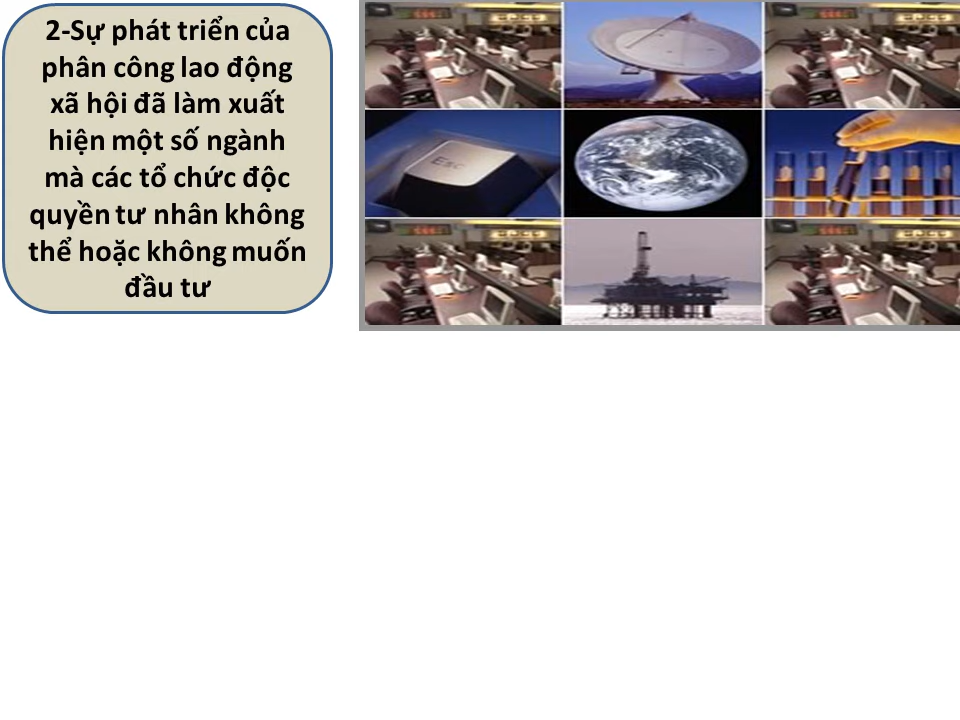 2-Sự phát triển của
phân công lao động
xã hội đã làm xuất
hiện một số ngành
mà các tổ chức độc
quyền tư nhân không
thể hoặc không muốn
đầu tư
Esc